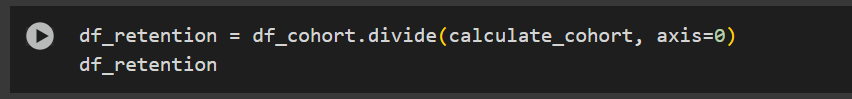 df_retention = df_cohort.divide(calculate_cohort, axis=0)
df_retention